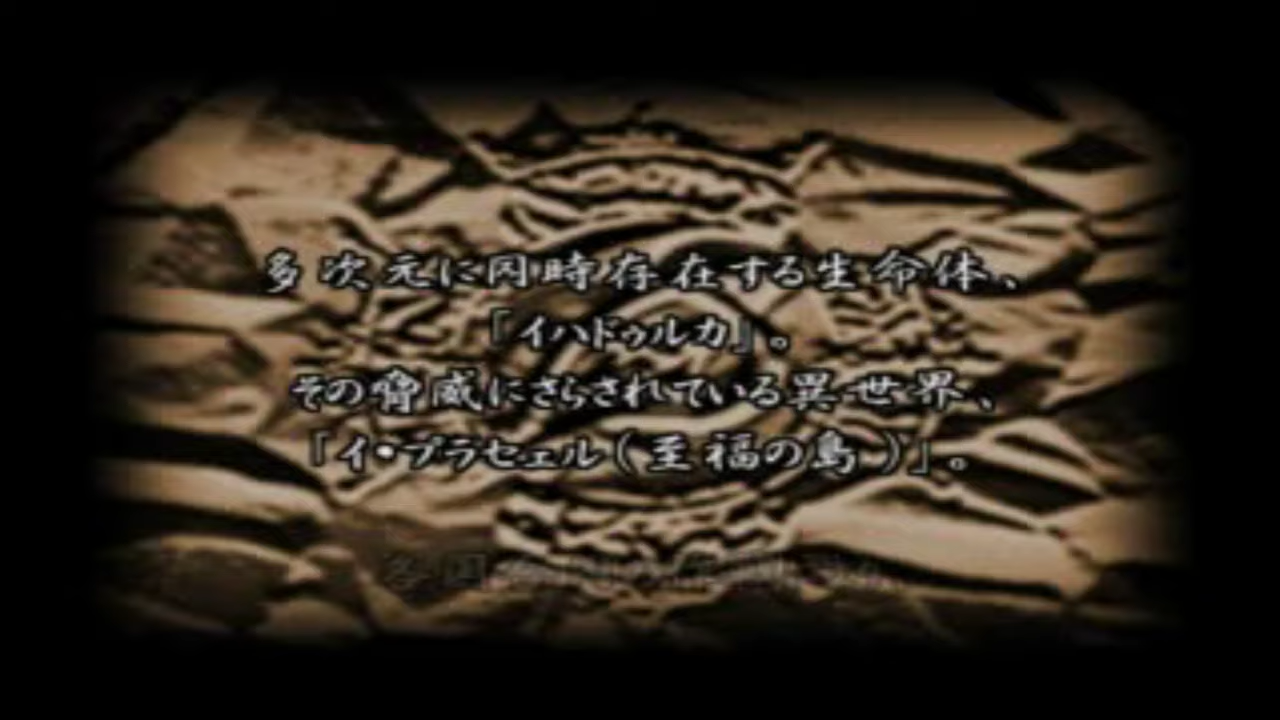 多次元に同時存在する生命体、
「イハドゥルカ』。
その脅威にさらされている異世界、
「イ・プラセェル(至福の島)」。